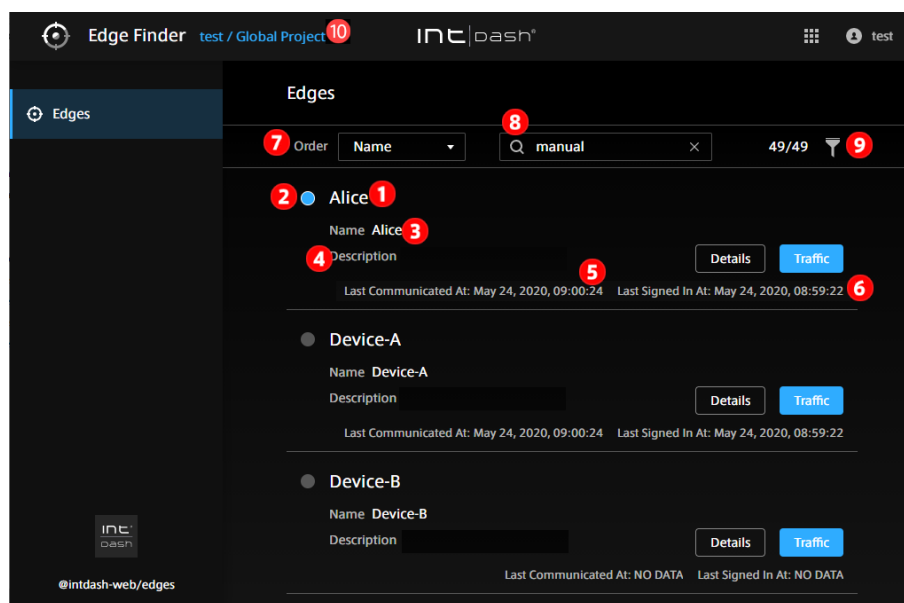 Edge Finder test / Global Project 10 INT|DASH® test
Edges
Edges
7 Order Name 8 manual 49/49 9
2 Alice 1
Name Alice 3
4 Description Details Traffic
5
Last Communicated At: May 24, 2020, 09:00:24 Last Signed In At: May 24, 2020, 08:59:22 6
Device-A
Name Device-A
Description Details Traffic
Last Communicated At: May 24, 2020, 09:00:24 Last Signed In At: May 24, 2020, 08:59:22
Device-B
Name Device-B
Description Details Traffic
Last Communicated At: NO DATA Last Signed In At: NO DATA
INT
DASH
@intdash-web/edges